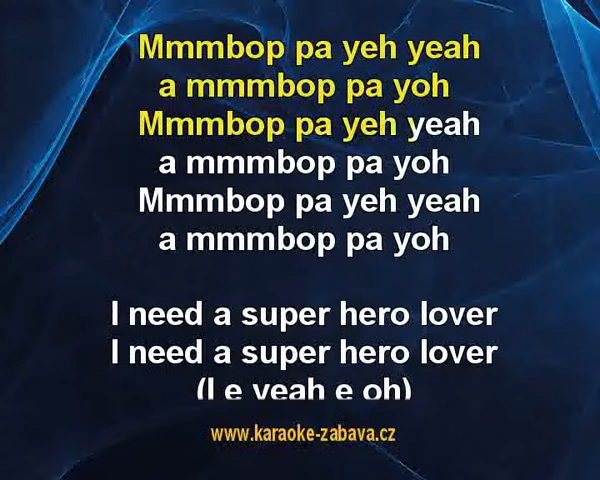 Mmmbop pa yeh yeah
a mmmbop pa yoh
Mmmbop pa yeh yeah
a mmmbop pa yoh
Mmmbop pa yeh yeah
a mmmbop pa yoh
I need a super hero lover
I need a super hero lover
(I e yeah e oh)
www.karaoke-zabava.cz